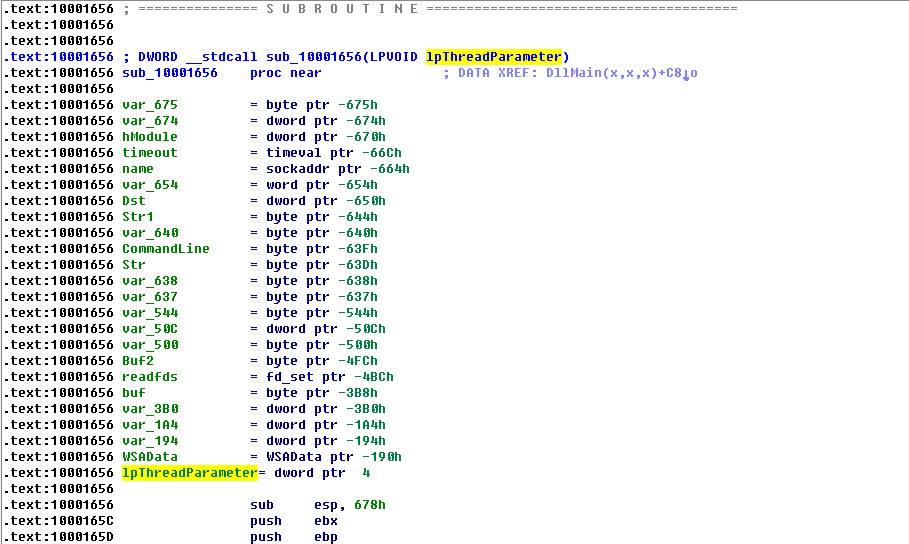 .text:10001656 ; =============== S U B R O U T I N E =======================================
.text:10001656
.text:10001656
.text:10001656 ; DWORD __stdcall sub_10001656(LPVOID lpThreadParameter)
.text:10001656 sub_10001656    proc near               ; DATA XREF: DllMain(x,x,x)+C8↓o
.text:10001656
.text:10001656 var_675         = byte ptr -675h
.text:10001656 var_674         = dword ptr -674h
.text:10001656 hModule         = dword ptr -670h
.text:10001656 timeout         = timeval ptr -66Ch
.text:10001656 name            = sockaddr ptr -664h
.text:10001656 var_654         = word ptr -654h
.text:10001656 Dst             = dword ptr -650h
.text:10001656 Str1            = byte ptr -644h
.text:10001656 var_640         = byte ptr -640h
.text:10001656 CommandLine     = byte ptr -63Fh
.text:10001656 Str             = byte ptr -63Dh
.text:10001656 var_638         = byte ptr -638h
.text:10001656 var_637         = byte ptr -637h
.text:10001656 var_544         = byte ptr -544h
.text:10001656 var_50C         = dword ptr -50Ch
.text:10001656 var_500         = byte ptr -500h
.text:10001656 Buf2            = byte ptr -4FCh
.text:10001656 readfds         = fd_set ptr -4BCh
.text:10001656 buf             = byte ptr -3B8h
.text:10001656 var_3B0         = dword ptr -3B0h
.text:10001656 var_1A4         = dword ptr -1A4h
.text:10001656 var_194         = dword ptr -194h
.text:10001656 WSAData         = WSAData ptr -190h
.text:10001656 lpThreadParameter= dword ptr  4
.text:10001656
.text:10001656                 sub     esp, 678h
.text:1000165C                 push    ebx
.text:1000165D                 push    ebp